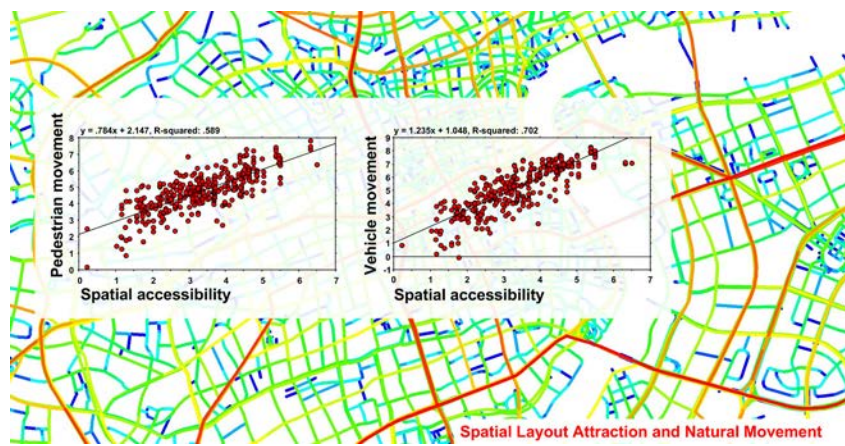 y = .784x + 2.147, R-squared: .589
8
7
6
5
4
3
2
1
0
Pedestrian movement
0 1 2 3 4 5 6 7
Spatial accessibility
y = 1.235x + 1.048, R-squared: .702
9
8
7
6
5
4
3
2
1
0
-1
Vehicle movement
0 1 2 3 4 5 6 7
Spatial accessibility
Spatial Layout Attraction and Natural Movement